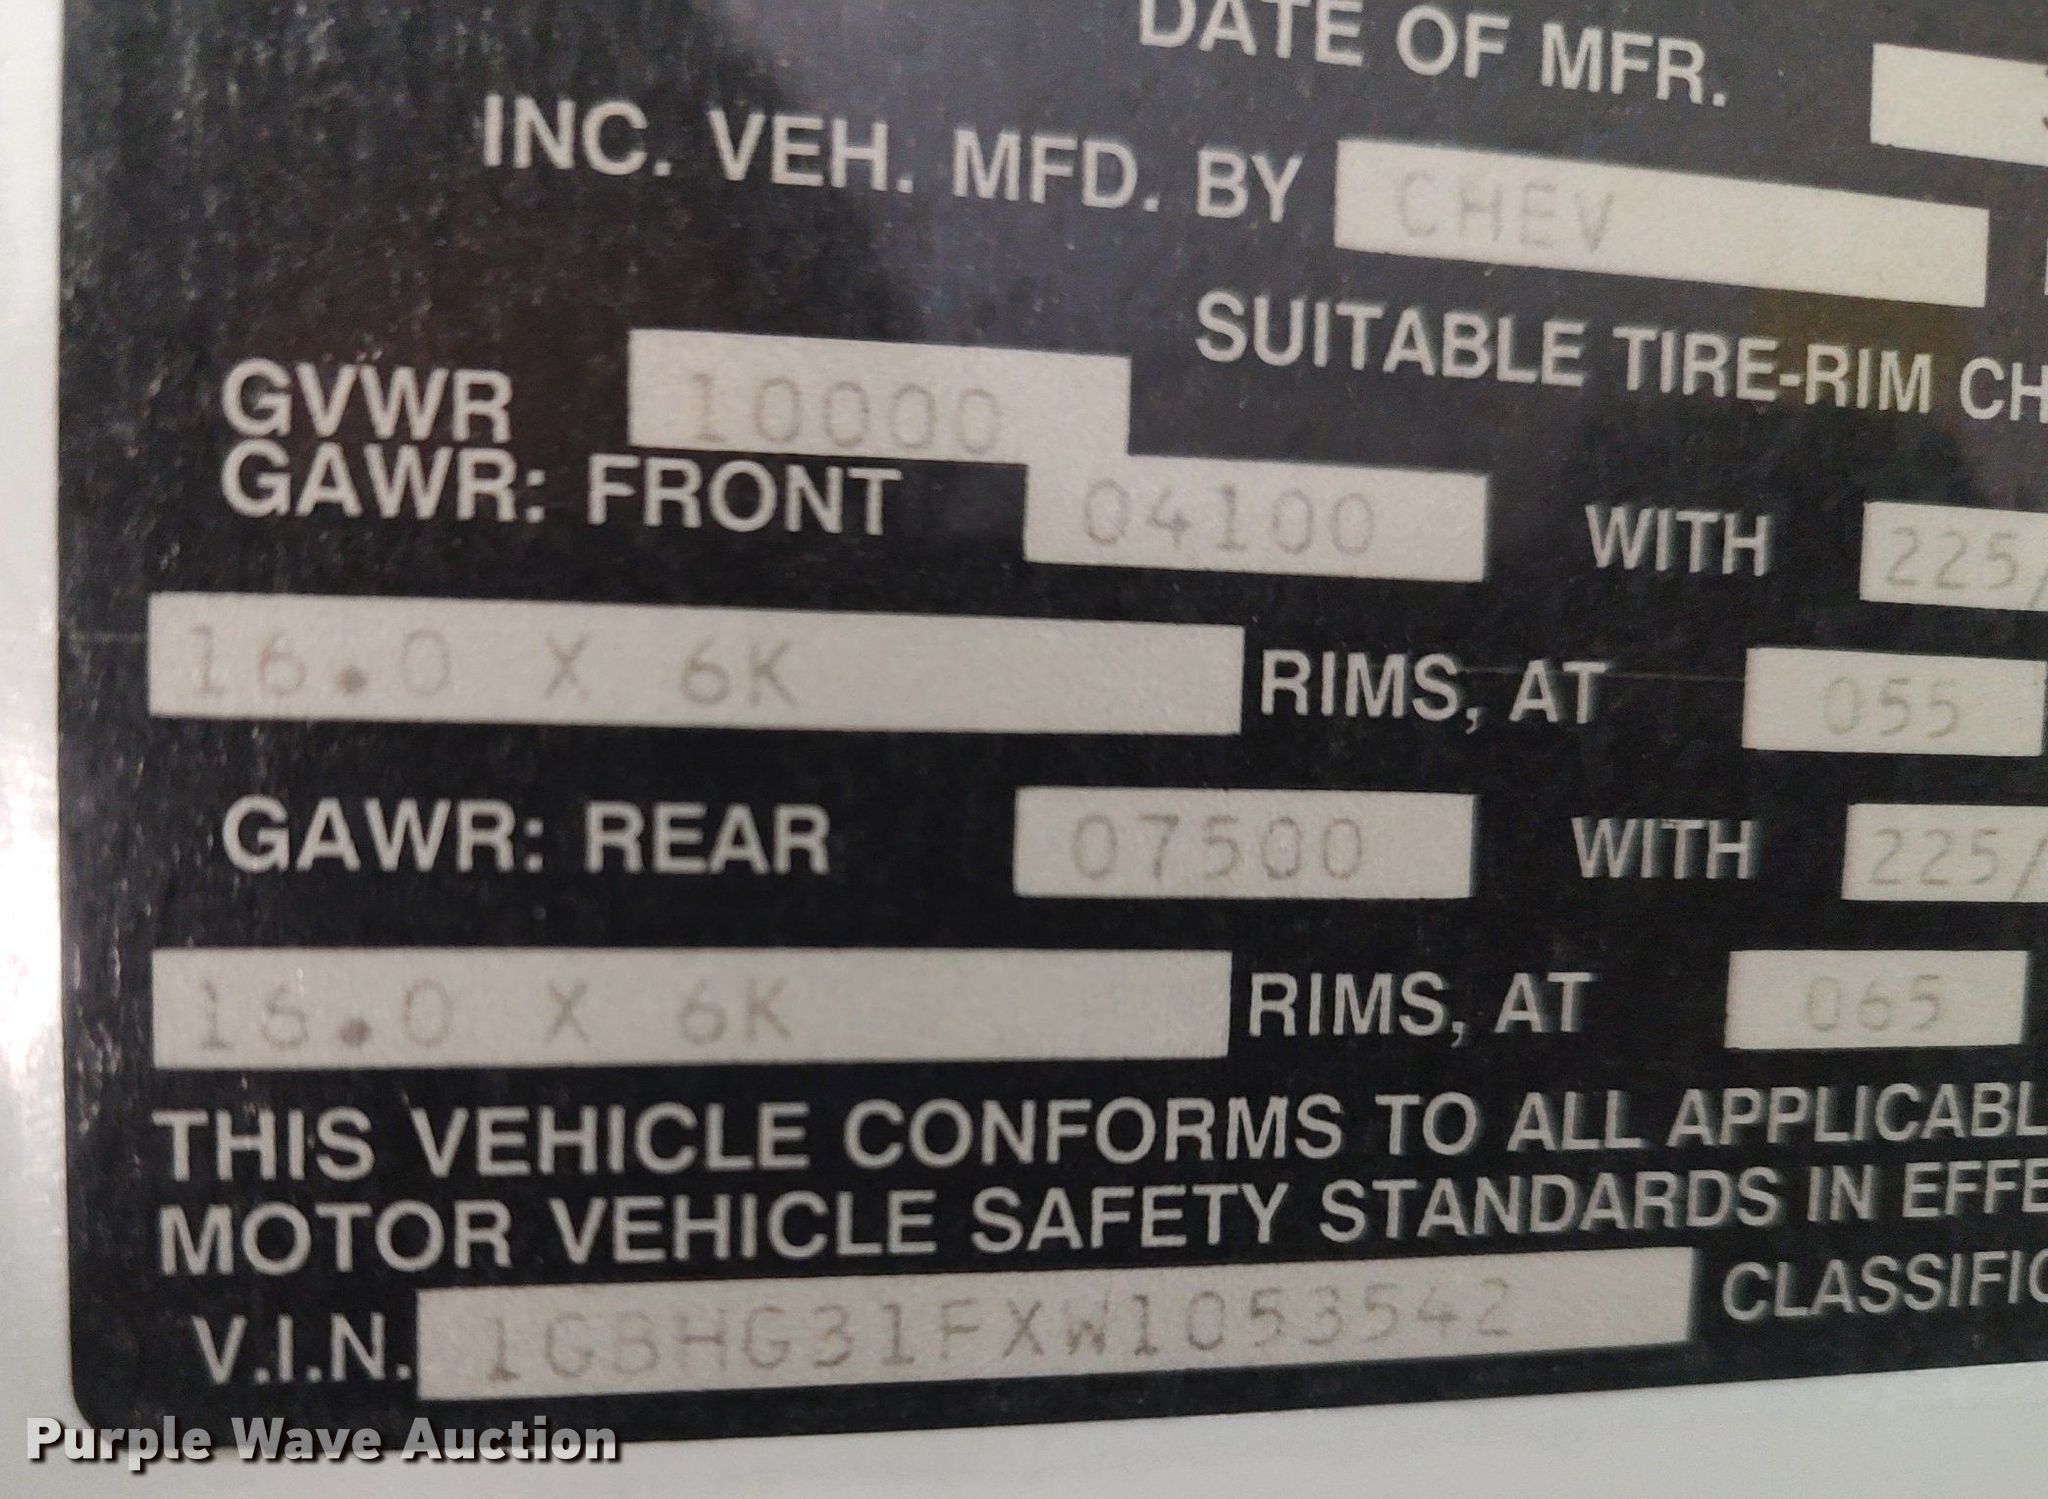 DATE OF MFR.
INC. VEH. MFD. BY CHEV
SUITABLE TIRE-RIM CH
GVWR 10000
GAWR: FRONT 04100 WITH 225/
16.0 X 6K RIMS, AT 055
GAWR: REAR 07500 WITH 225/
16.0 X 6K RIMS, AT 065
THIS VEHICLE CONFORMS TO ALL APPLICABL
MOTOR VEHICLE SAFETY STANDARDS IN EFFE
V.I.N. 1GBHG31FXW1053542 CLASSIFIC
Purple Wave Auction